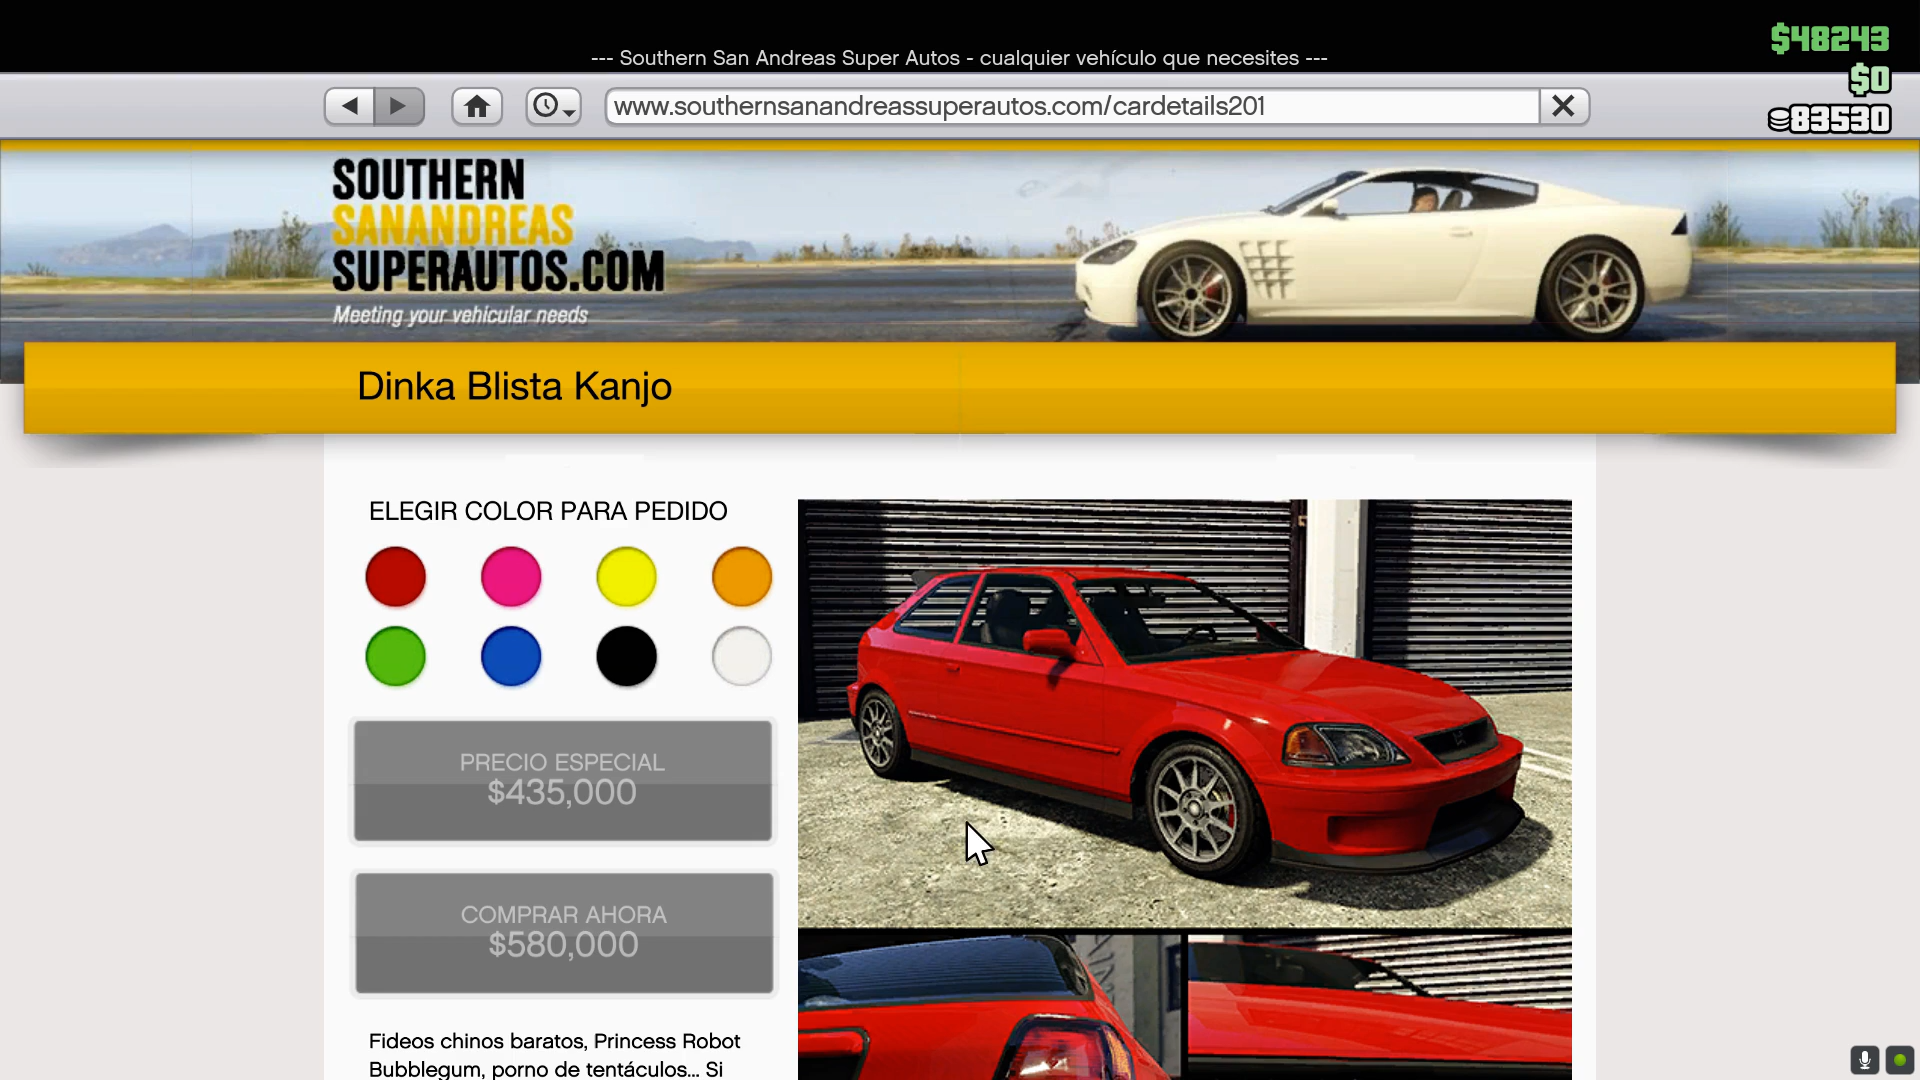 --- Southern San Andreas Super Autos - cualquier vehículo que necesites ---
$48243
$0
83530
www.southernsanandreassuperautos.com/cardetails201
SOUTHERN
SANANDREAS
SUPERAUTOS.COM
Meeting your vehicular needs
Dinka Blista Kanjo
ELEGIR COLOR PARA PEDIDO
PRECIO ESPECIAL
$435,000
COMPRAR AHORA
$580,000
Fideos chinos baratos, Princess Robot
Bubblegum, porno de tentáculos... Si